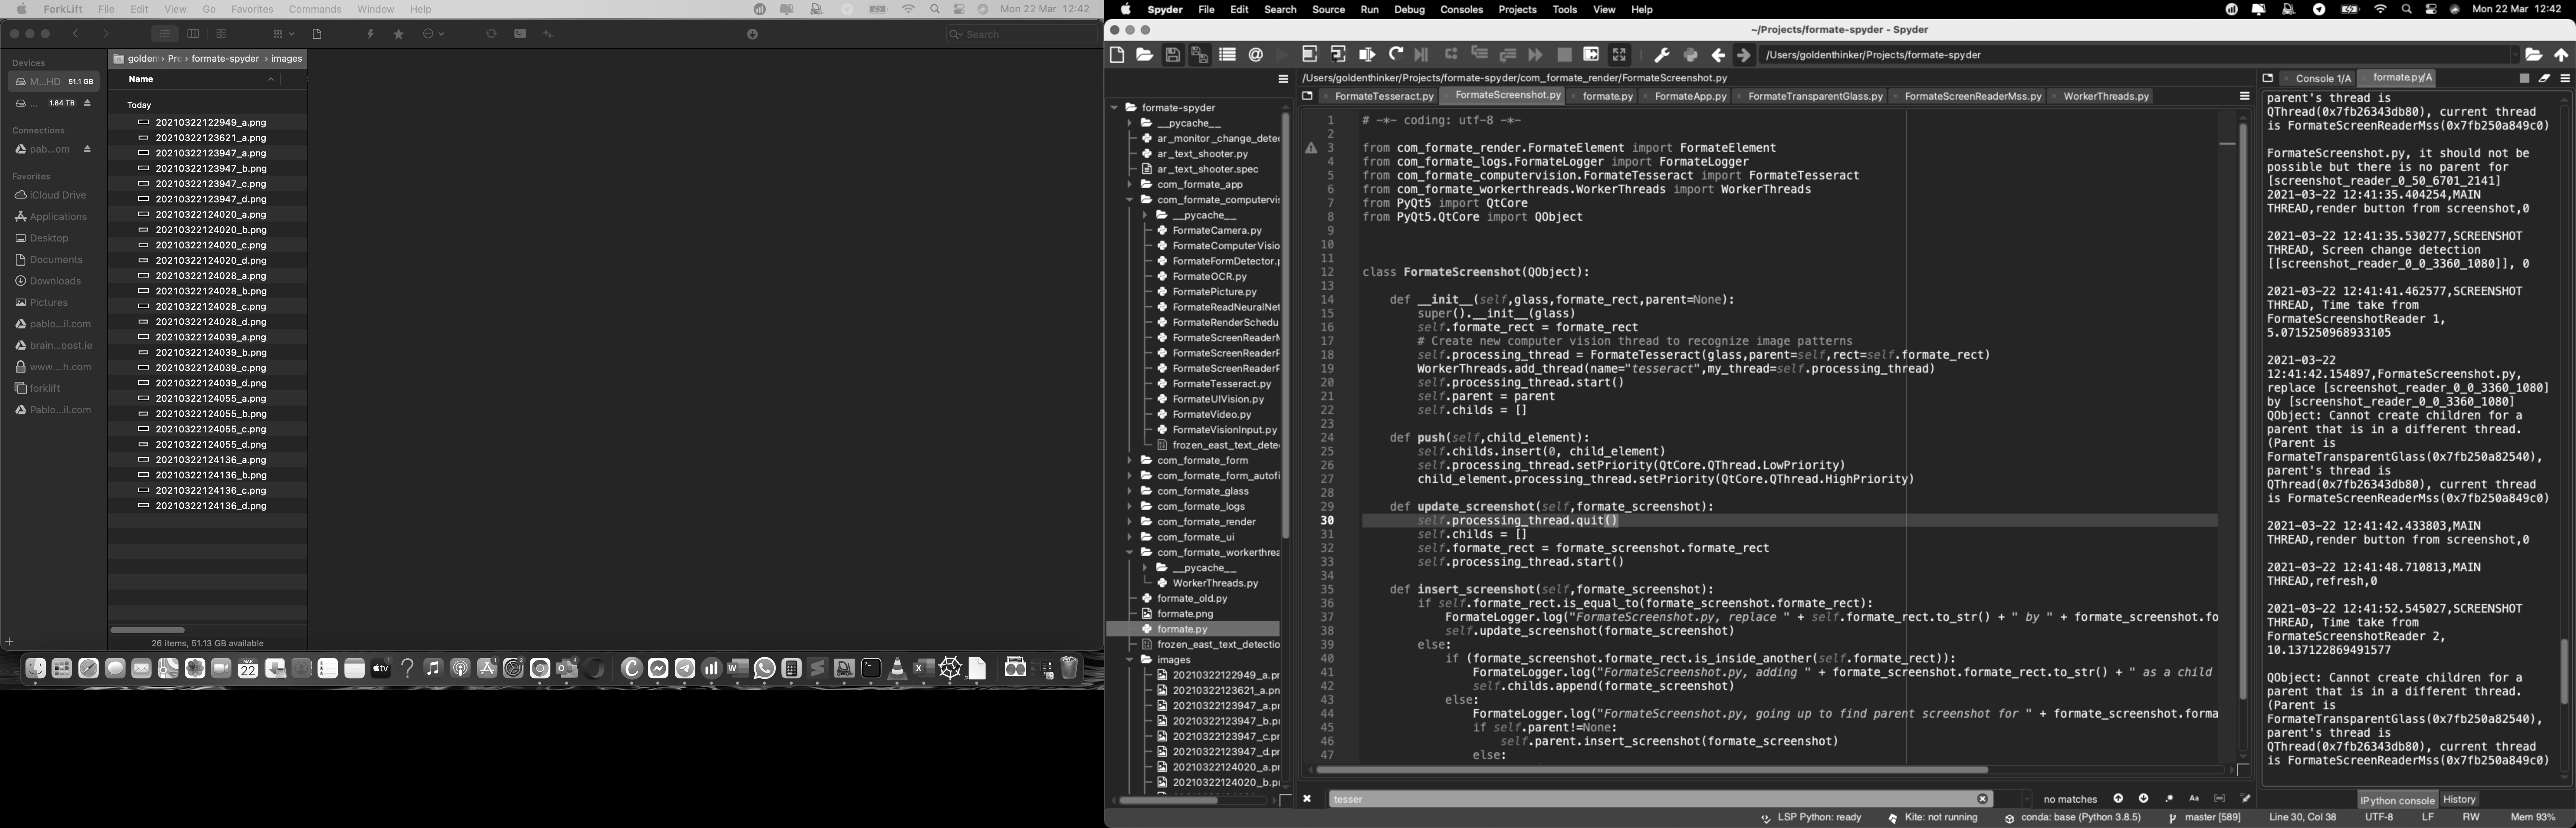 ForkLift File Edit View Go Favorites Commands Window Help Mon 22 Mar 12:42
Search
Devices
M...HD 51.1 GB
... 1.84 TB
Connections
pab...om
Favorites
iCloud Drive
Applications
Desktop
Documents
Downloads
Pictures
pablo...il.com
brain...oost.ie
www....h.com
forklift
Pablo...il.com
golden › Prc › formate-spyder › images
Name
Today
20210322122949_a.png
20210322123621_a.png
20210322123947_a.png
20210322123947_b.png
20210322123947_c.png
20210322123947_d.png
20210322124020_a.png
20210322124020_b.png
20210322124020_c.png
20210322124020_d.png
20210322124028_a.png
20210322124028_b.png
20210322124028_c.png
20210322124028_d.png
20210322124039_a.png
20210322124039_b.png
20210322124039_c.png
20210322124039_d.png
20210322124055_a.png
20210322124055_b.png
20210322124055_c.png
20210322124055_d.png
20210322124136_a.png
20210322124136_b.png
20210322124136_c.png
20210322124136_d.png
26 items, 51.13 GB available
Spyder File Edit Search Source Run Debug Consoles Projects Tools View Help Mon 22 Mar 12:42
~/Projects/formate-spyder - Spyder
/Users/goldenthinker/Projects/formate-spyder
formate-spyder
__pycache__
ar_monitor_change_detec
ar_text_shooter.py
ar_text_shooter.spec
com_formate_app
com_formate_computervis
__pycache__
FormateCamera.py
FormateComputerVisio
FormateFormDetector.p
FormateOCR.py
FormatePicture.py
FormateReadNeuralNet
FormateRenderSchedu
FormateScreenReaderM
FormateScreenReaderF
FormateScreenReaderF
FormateTesseract.py
FormateUIVision.py
FormateVideo.py
FormateVisionInput.py
frozen_east_text_dete
com_formate_form
com_formate_form_autofi
com_formate_glass
com_formate_logs
com_formate_render
com_formate_ui
com_formate_workerthrea
__pycache__
WorkerThreads.py
formate_old.py
formate.png
formate.py
frozen_east_text_detectio
images
20210322122949_a.pr
20210322123621_a.pn
20210322123947_a.pr
20210322123947_b.pr
20210322123947_c.pr
20210322123947_d.pr
20210322124020_a.pr
20210322124020_b.pr
/Users/goldenthinker/Projects/formate-spyder/com_formate_render/FormateScreenshot.py
FormateTesseract.py FormateScreenshot.py formate.py FormateApp.py FormateTransparentGlass.py FormateScreenReaderMss.py WorkerThreads.py
1 # -*- coding: utf-8 -*-
2
3 from com_formate_render.FormateElement import FormateElement
4 from com_formate_logs.FormateLogger import FormateLogger
5 from com_formate_computervision.FormateTesseract import FormateTesseract
6 from com_formate_workerthreads.WorkerThreads import WorkerThreads
7 from PyQt5 import QtCore
8 from PyQt5.QtCore import QObject
9
10
11
12 class FormateScreenshot(QObject):
13
14 def __init__(self,glass,formate_rect,parent=None):
15 super().__init__(glass)
16 self.formate_rect = formate_rect
17 # Create new computer vision thread to recognize image patterns
18 self.processing_thread = FormateTesseract(glass,parent=self,rect=self.formate_rect)
19 WorkerThreads.add_thread(name="tesseract",my_thread=self.processing_thread)
20 self.processing_thread.start()
21 self.parent = parent
22 self.childs = []
23
24 def push(self,child_element):
25 self.childs.insert(0, child_element)
26 self.processing_thread.setPriority(QtCore.QThread.LowPriority)
27 child_element.processing_thread.setPriority(QtCore.QThread.HighPriority)
28
29 def update_screenshot(self,formate_screenshot):
30 self.processing_thread.quit()
31 self.childs = []
32 self.formate_rect = formate_screenshot.formate_rect
33 self.processing_thread.start()
34
35 def insert_screenshot(self,formate_screenshot):
36 if self.formate_rect.is_equal_to(formate_screenshot.formate_rect):
37 FormateLogger.log("FormateScreenshot.py, replace " + self.formate_rect.to_str() + " by " + formate_screenshot.fo
38 self.update_screenshot(formate_screenshot)
39 else:
40 if (formate_screenshot.formate_rect.is_inside_another(self.formate_rect)):
41 FormateLogger.log("FormateScreenshot.py, adding " + formate_screenshot.formate_rect.to_str() + " as a child
42 self.childs.append(formate_screenshot)
43 else:
44 FormateLogger.log("FormateScreenshot.py, going up to find parent screenshot for " + formate_screenshot.forma
45 if self.parent!=None:
46 self.parent.insert_screenshot(formate_screenshot)
47 else:
tesser no matches Aa
Console 1/A formate.py/A
parent's thread is
QThread(0x7fb26343db80), current thread
is FormateScreenReaderMss(0x7fb250a849c0)
FormateScreenshot.py, it should not be
possible but there is no parent for
[screenshot_reader_0_50_6701_2141]
2021-03-22 12:41:35.404254,MAIN
THREAD,render button from screenshot,0
2021-03-22 12:41:35.530277,SCREENSHOT
THREAD, Screen change detection
[[screenshot_reader_0_0_3360_1080]], 0
2021-03-22 12:41:41.462577,SCREENSHOT
THREAD, Time take from
FormateScreenshotReader 1,
5.0715250968933105
2021-03-22
12:41:42.154897,FormateScreenshot.py,
replace [screenshot_reader_0_0_3360_1080]
by [screenshot_reader_0_0_3360_1080]
QObject: Cannot create children for a
parent that is in a different thread.
(Parent is
FormateTransparentGlass(0x7fb250a82540),
parent's thread is
QThread(0x7fb26343db80), current thread
is FormateScreenReaderMss(0x7fb250a849c0)
2021-03-22 12:41:42.433803,MAIN
THREAD,render button from screenshot,0
2021-03-22 12:41:48.710813,MAIN
THREAD,refresh,0
2021-03-22 12:41:52.545027,SCREENSHOT
THREAD, Time take from
FormateScreenshotReader 2,
10.137122869491577
QObject: Cannot create children for a
parent that is in a different thread.
(Parent is
FormateTransparentGlass(0x7fb250a82540),
parent's thread is
QThread(0x7fb26343db80), current thread
is FormateScreenReaderMss(0x7fb250a849c0)
IPython console History
LSP Python: ready Kite: not running conda: base (Python 3.8.5) master [589] Line 30, Col 38 UTF-8 LF RW Mem 93%